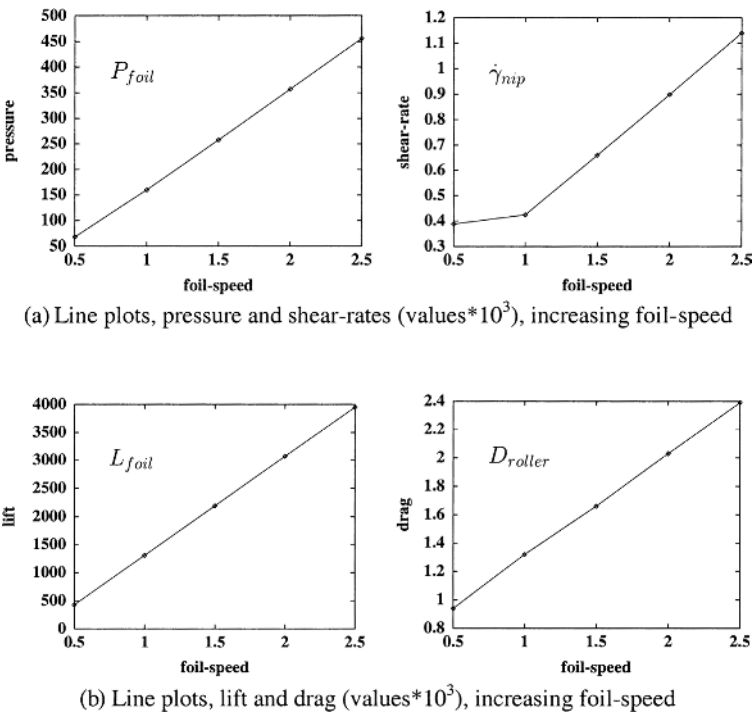 500
450
400
350
300
250
200
150
100
50
pressure
P_foil
0.5 1 1.5 2 2.5
foil-speed
1.2
1.1
1
0.9
0.8
0.7
0.6
0.5
0.4
0.3
shear-rate
γ̇_nip
0.5 1 1.5 2 2.5
foil-speed
(a) Line plots, pressure and shear-rates (values*10³), increasing foil-speed
4000
3500
3000
2500
2000
1500
1000
500
0
lift
L_foil
0.5 1 1.5 2 2.5
foil-speed
2.4
2.2
2
1.8
1.6
1.4
1.2
1
0.8
drag
D_roller
0.5 1 1.5 2 2.5
foil-speed
(b) Line plots, lift and drag (values*10³), increasing foil-speed